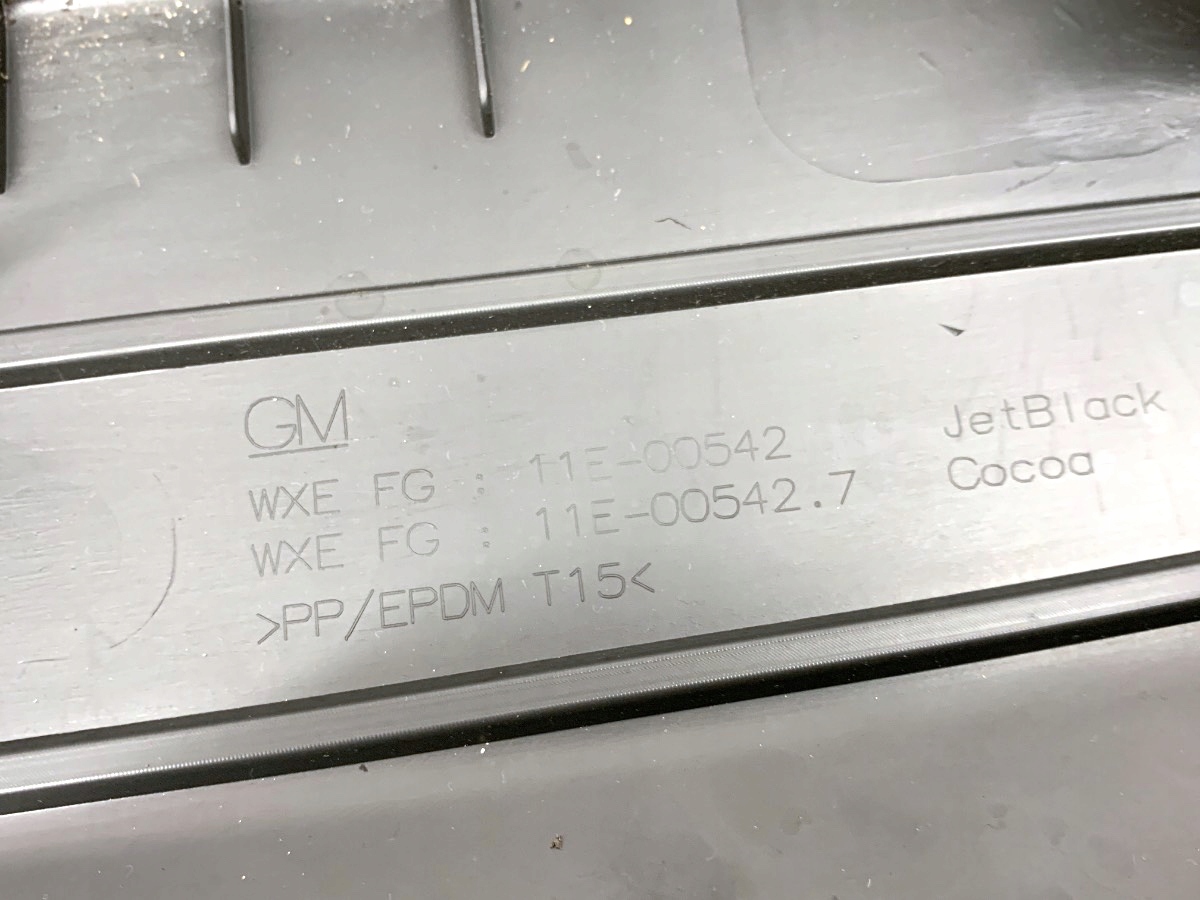 GM
WXE FG : 11E-00542 JetBlack
WXE FG : 11E-00542.7 Cocoa
>PP/EPDM T15<